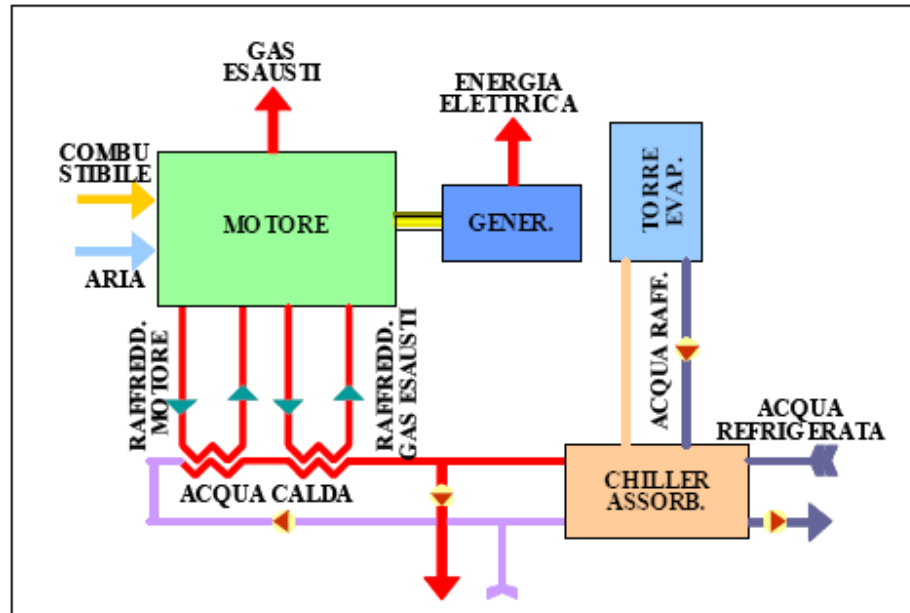 GAS
ESAUSTI
ENERGIA
ELETTRICA
COMBU
STIBILE
MOTORE
GENER.
TORRE
EVAP.
ARIA
RAFFREDD.
MOTORE
RAFFREDD.
GAS ESAUSTI
ACQUA RAFF.
ACQUA
REFRIGERATA
ACQUA CALDA
CHILLER
ASSORB.